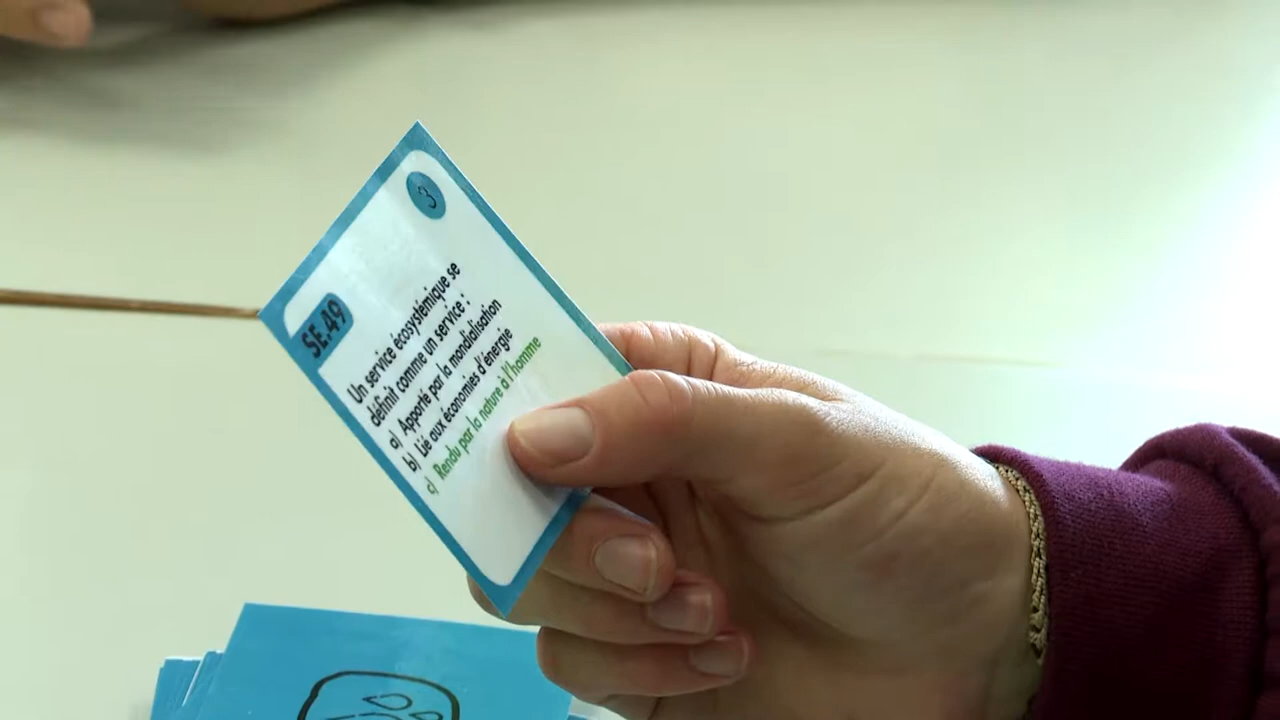 3
SE.49
Un service écosystémique se
définit comme un service :
a) Apporté par la mondialisation
b) Lié aux économies d'énergie
c) Rendu par la nature à l'homme